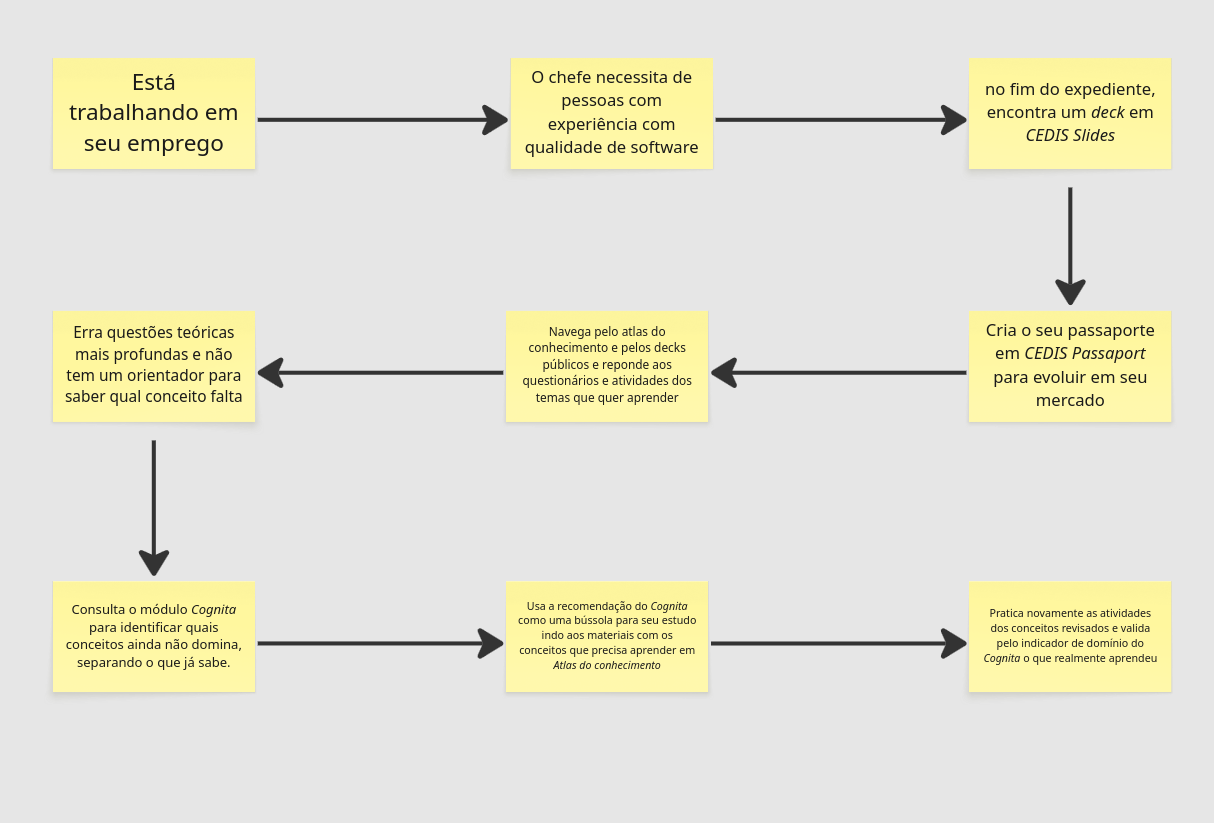 Está
trabalhando em
seu emprego
O chefe necessita de
pessoas com
experiência com
qualidade de software
no fim do expediente,
encontra um deck em
CEDIS Slides
Cria o seu passaporte
em CEDIS Passaport
para evoluir em seu
mercado
Navega pelo atlas do
conhecimento e pelos decks
públicos e reponde aos
questionários e atividades dos
temas que quer aprender
Erra questões teóricas
mais profundas e não
tem um orientador para
saber qual conceito falta
Consulta o módulo Cognita
para identificar quais
conceitos ainda não domina,
separando o que já sabe.
Usa a recomendação do Cognita
como uma bússola para seu estudo
indo aos materiais com os
conceitos que precisa aprender em
Atlas do conhecimento
Pratica novamente as atividades
dos conceitos revisados e valida
pelo indicador de domínio do
Cognita o que realmente aprendeu